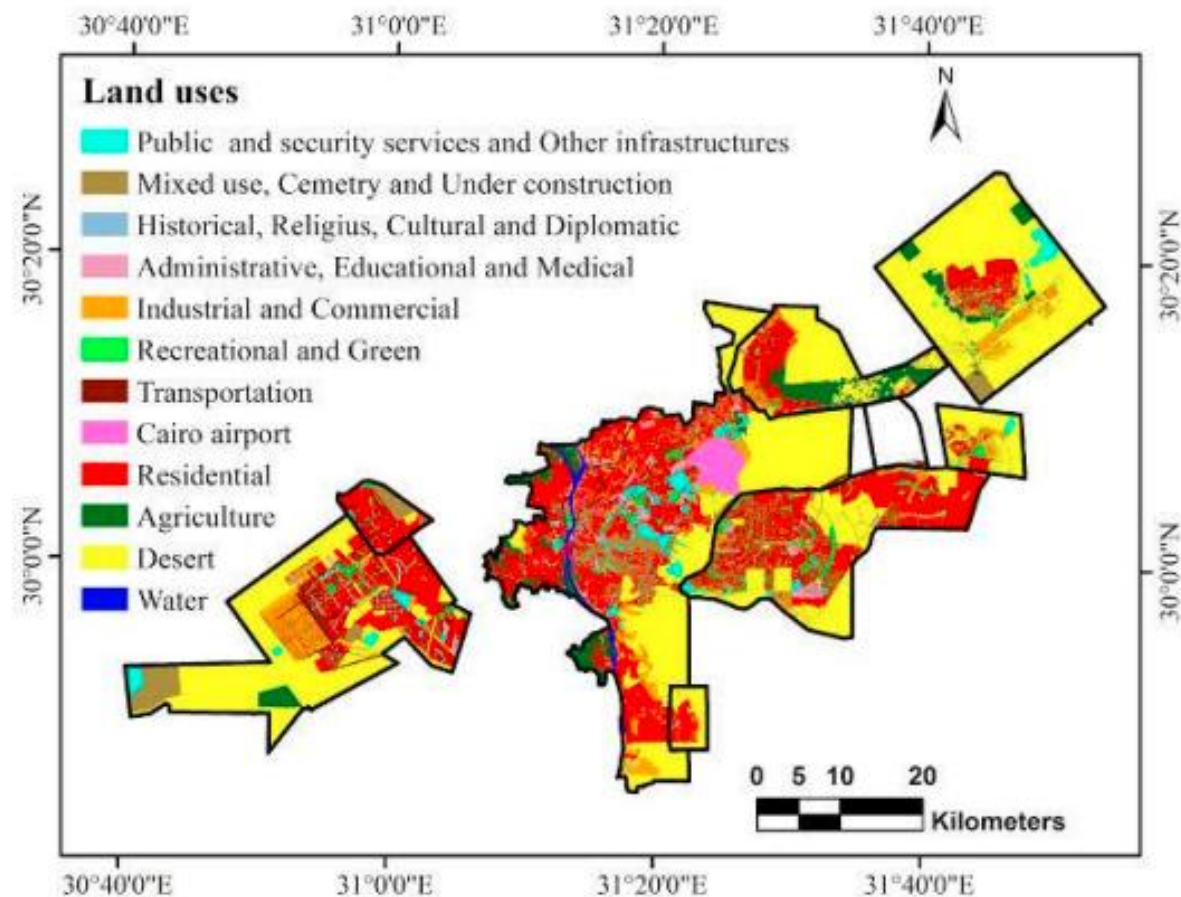 30°40'0"E 31°0'0"E 31°20'0"E 31°40'0"E
Land uses
N
Public and security services and Other infrastructures
Mixed use, Cemetry and Under construction
Historical, Religius, Cultural and Diplomatic
Administrative, Educational and Medical
Industrial and Commercial
Recreational and Green
Transportation
Cairo airport
Residential
Agriculture
Desert
Water
30°20'0"N
30°0'0"N
30°20'0"N
30°0'0"N
0 5 10 20
Kilometers
30°40'0"E 31°0'0"E 31°20'0"E 31°40'0"E